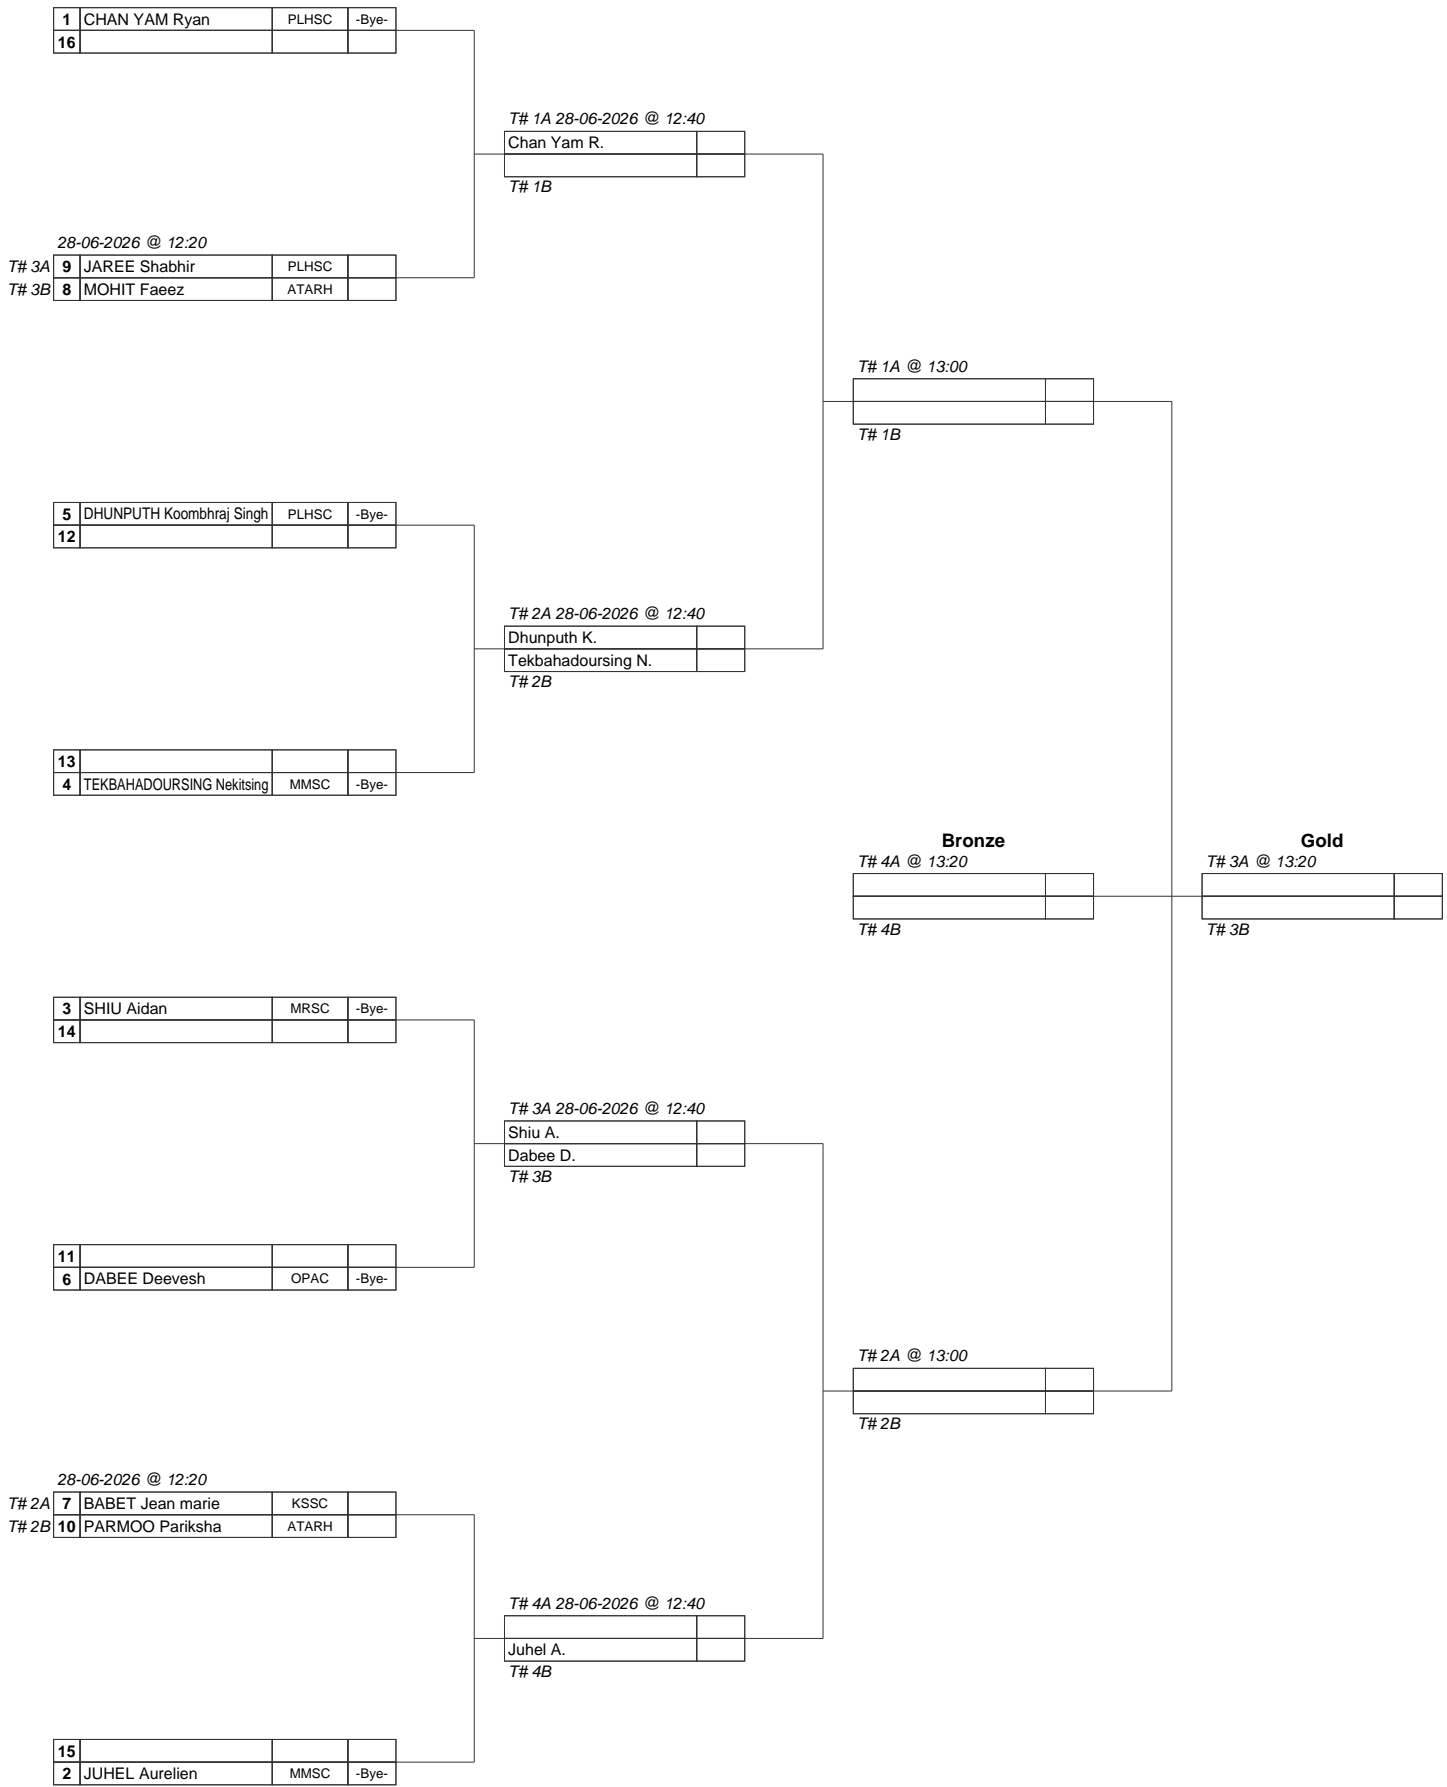 1 CHAN YAM Ryan PLHSC -Bye-
16
T# 1A 28-06-2026 @ 12:40
Chan Yam R.
T# 1B
28-06-2026 @ 12:20
T# 3A 9 JAREE Shabhir PLHSC
T# 3B 8 MOHIT Faeez ATARH
T# 1A @ 13:00
T# 1B
5 DHUNPUTH Koombhraj Singh PLHSC -Bye-
12
T# 2A 28-06-2026 @ 12:40
Dhunputh K.
Tekbahadoursing N.
T# 2B
13
4 TEKBAHADOURSING Nekitsing MMSC -Bye-
Bronze Gold
T# 4A @ 13:20 T# 3A @ 13:20
T# 4B T# 3B
3 SHIU Aidan MRSC -Bye-
14
T# 3A 28-06-2026 @ 12:40
Shiu A.
Dabee D.
T# 3B
11
6 DABEE Deevesh OPAC -Bye-
T# 2A @ 13:00
T# 2B
28-06-2026 @ 12:20
T# 2A 7 BABET Jean marie KSSC
T# 2B 10 PARMOO Pariksha ATARH
T# 4A 28-06-2026 @ 12:40
Juhel A.
T# 4B
15
2 JUHEL Aurelien MMSC -Bye-